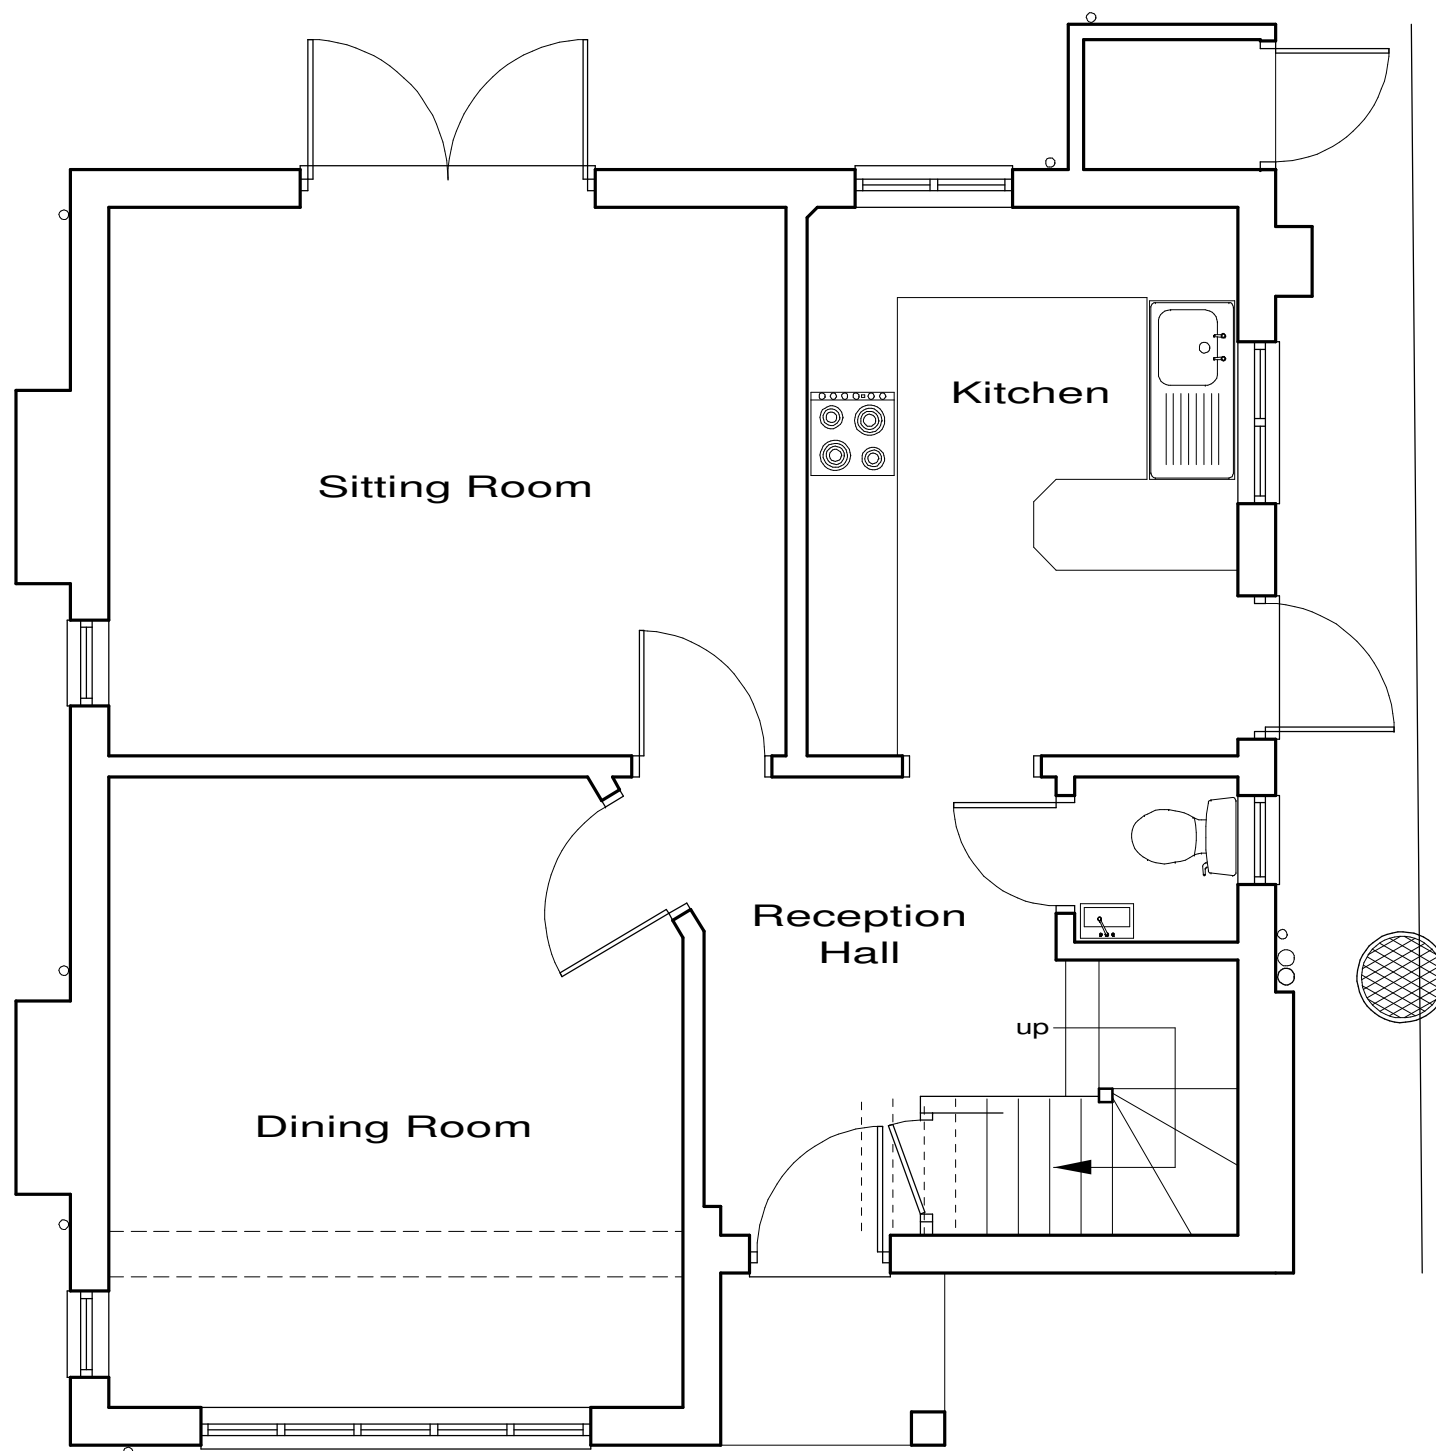 Kitchen
Sitting Room
Reception
Hall
up
Dining Room